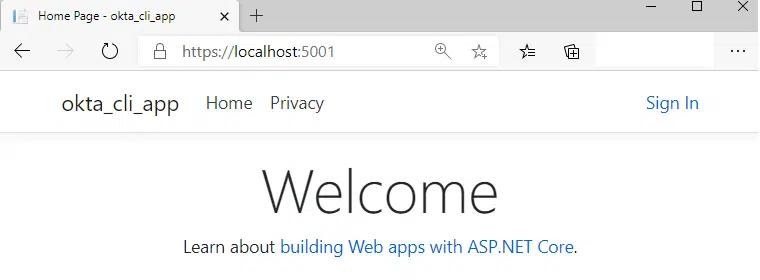 Home Page - okta_cli_app
https://localhost:5001
okta_cli_app Home Privacy Sign In
Welcome
Learn about building Web apps with ASP.NET Core.